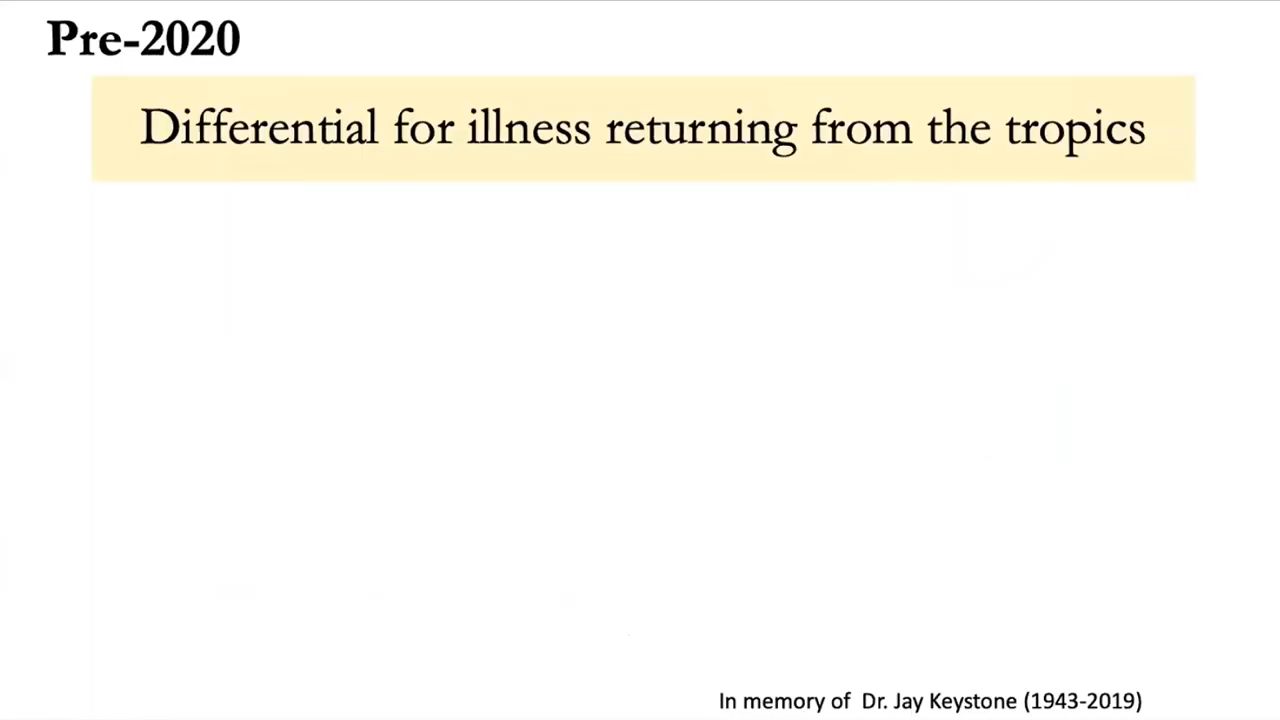 Pre-2020
Differential for illness returning from the tropics
In memory of Dr. Jay Keystone (1943-2019)